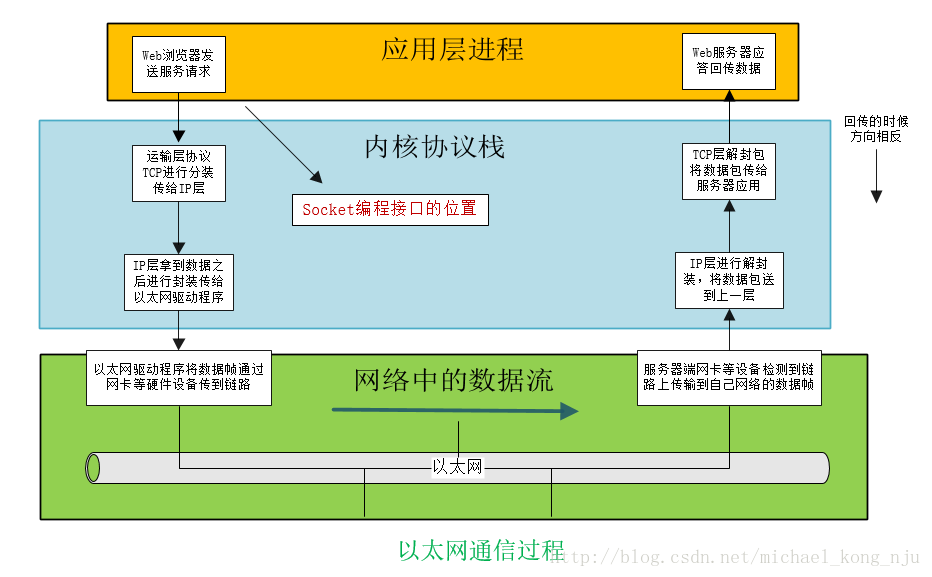 应用层进程
Web浏览器发
送服务请求
Web服务器应
答回传数据
回传的时候
方向相反
内核协议栈
运输层协议
TCP进行分装
传给IP层
TCP层解封包
将数据包传给
服务器应用
Socket编程接口的位置
IP层拿到数据之
后进行封装传给
以太网驱动程序
IP层进行解封
装，将数据包送
到上一层
以太网驱动程序将数据帧通过
网卡等硬件设备传到链路
网络中的数据流
服务器端网卡等设备检测到链
路上传输到自己网络的数据帧
以太网
以太网通信过程
http://blog.csdn.net/michael_kong_nju